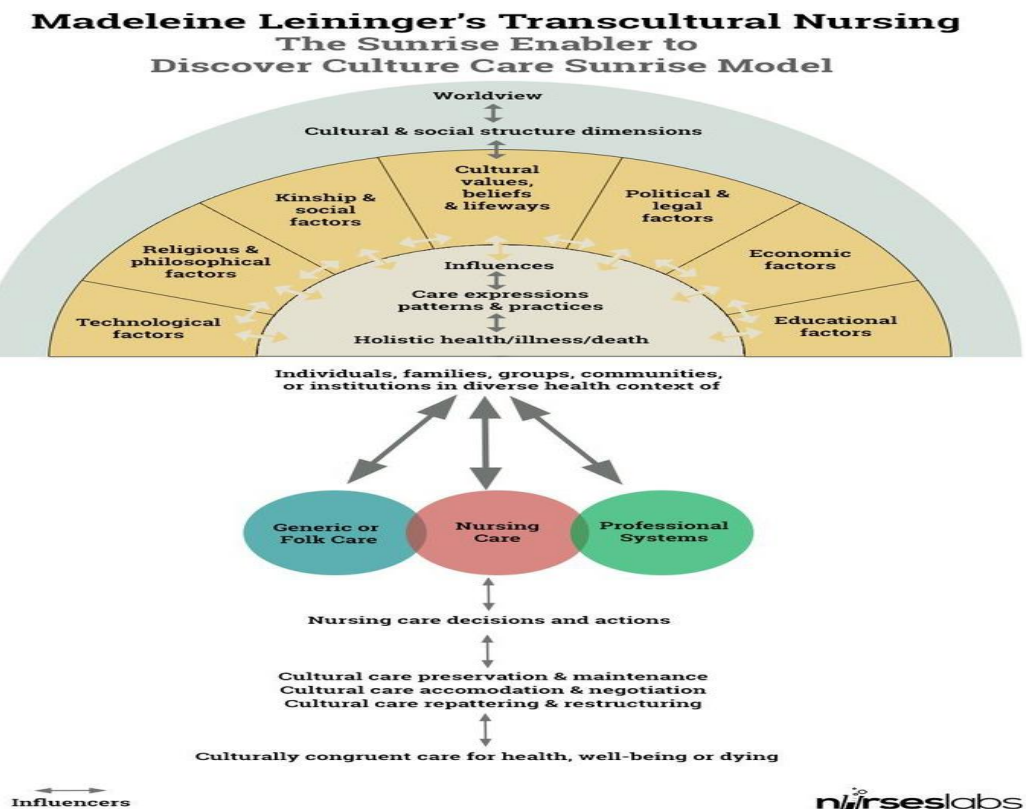 Madeleine Leininger's Transcultural Nursing
The Sunrise Enabler to
Discover Culture Care Sunrise Model
Worldview
Cultural & social structure dimensions
Cultural
values,
beliefs
& lifeways
Kinship &
social
factors
Political &
legal
factors
Religious &
philosophical
factors
Economic
factors
Technological
factors
Educational
factors
Influences
Care expressions
patterns & practices
Holistic health/illness/death
Individuals, families, groups, communities,
or institutions in diverse health context of
Generic or
Folk Care
Nursing
Care
Professional
Systems
Nursing care decisions and actions
Cultural care preservation & maintenance
Cultural care accomodation & negotiation
Cultural care repattering & restructuring
Culturally congruent care for health, well-being or dying
Influencers
nurseslabs